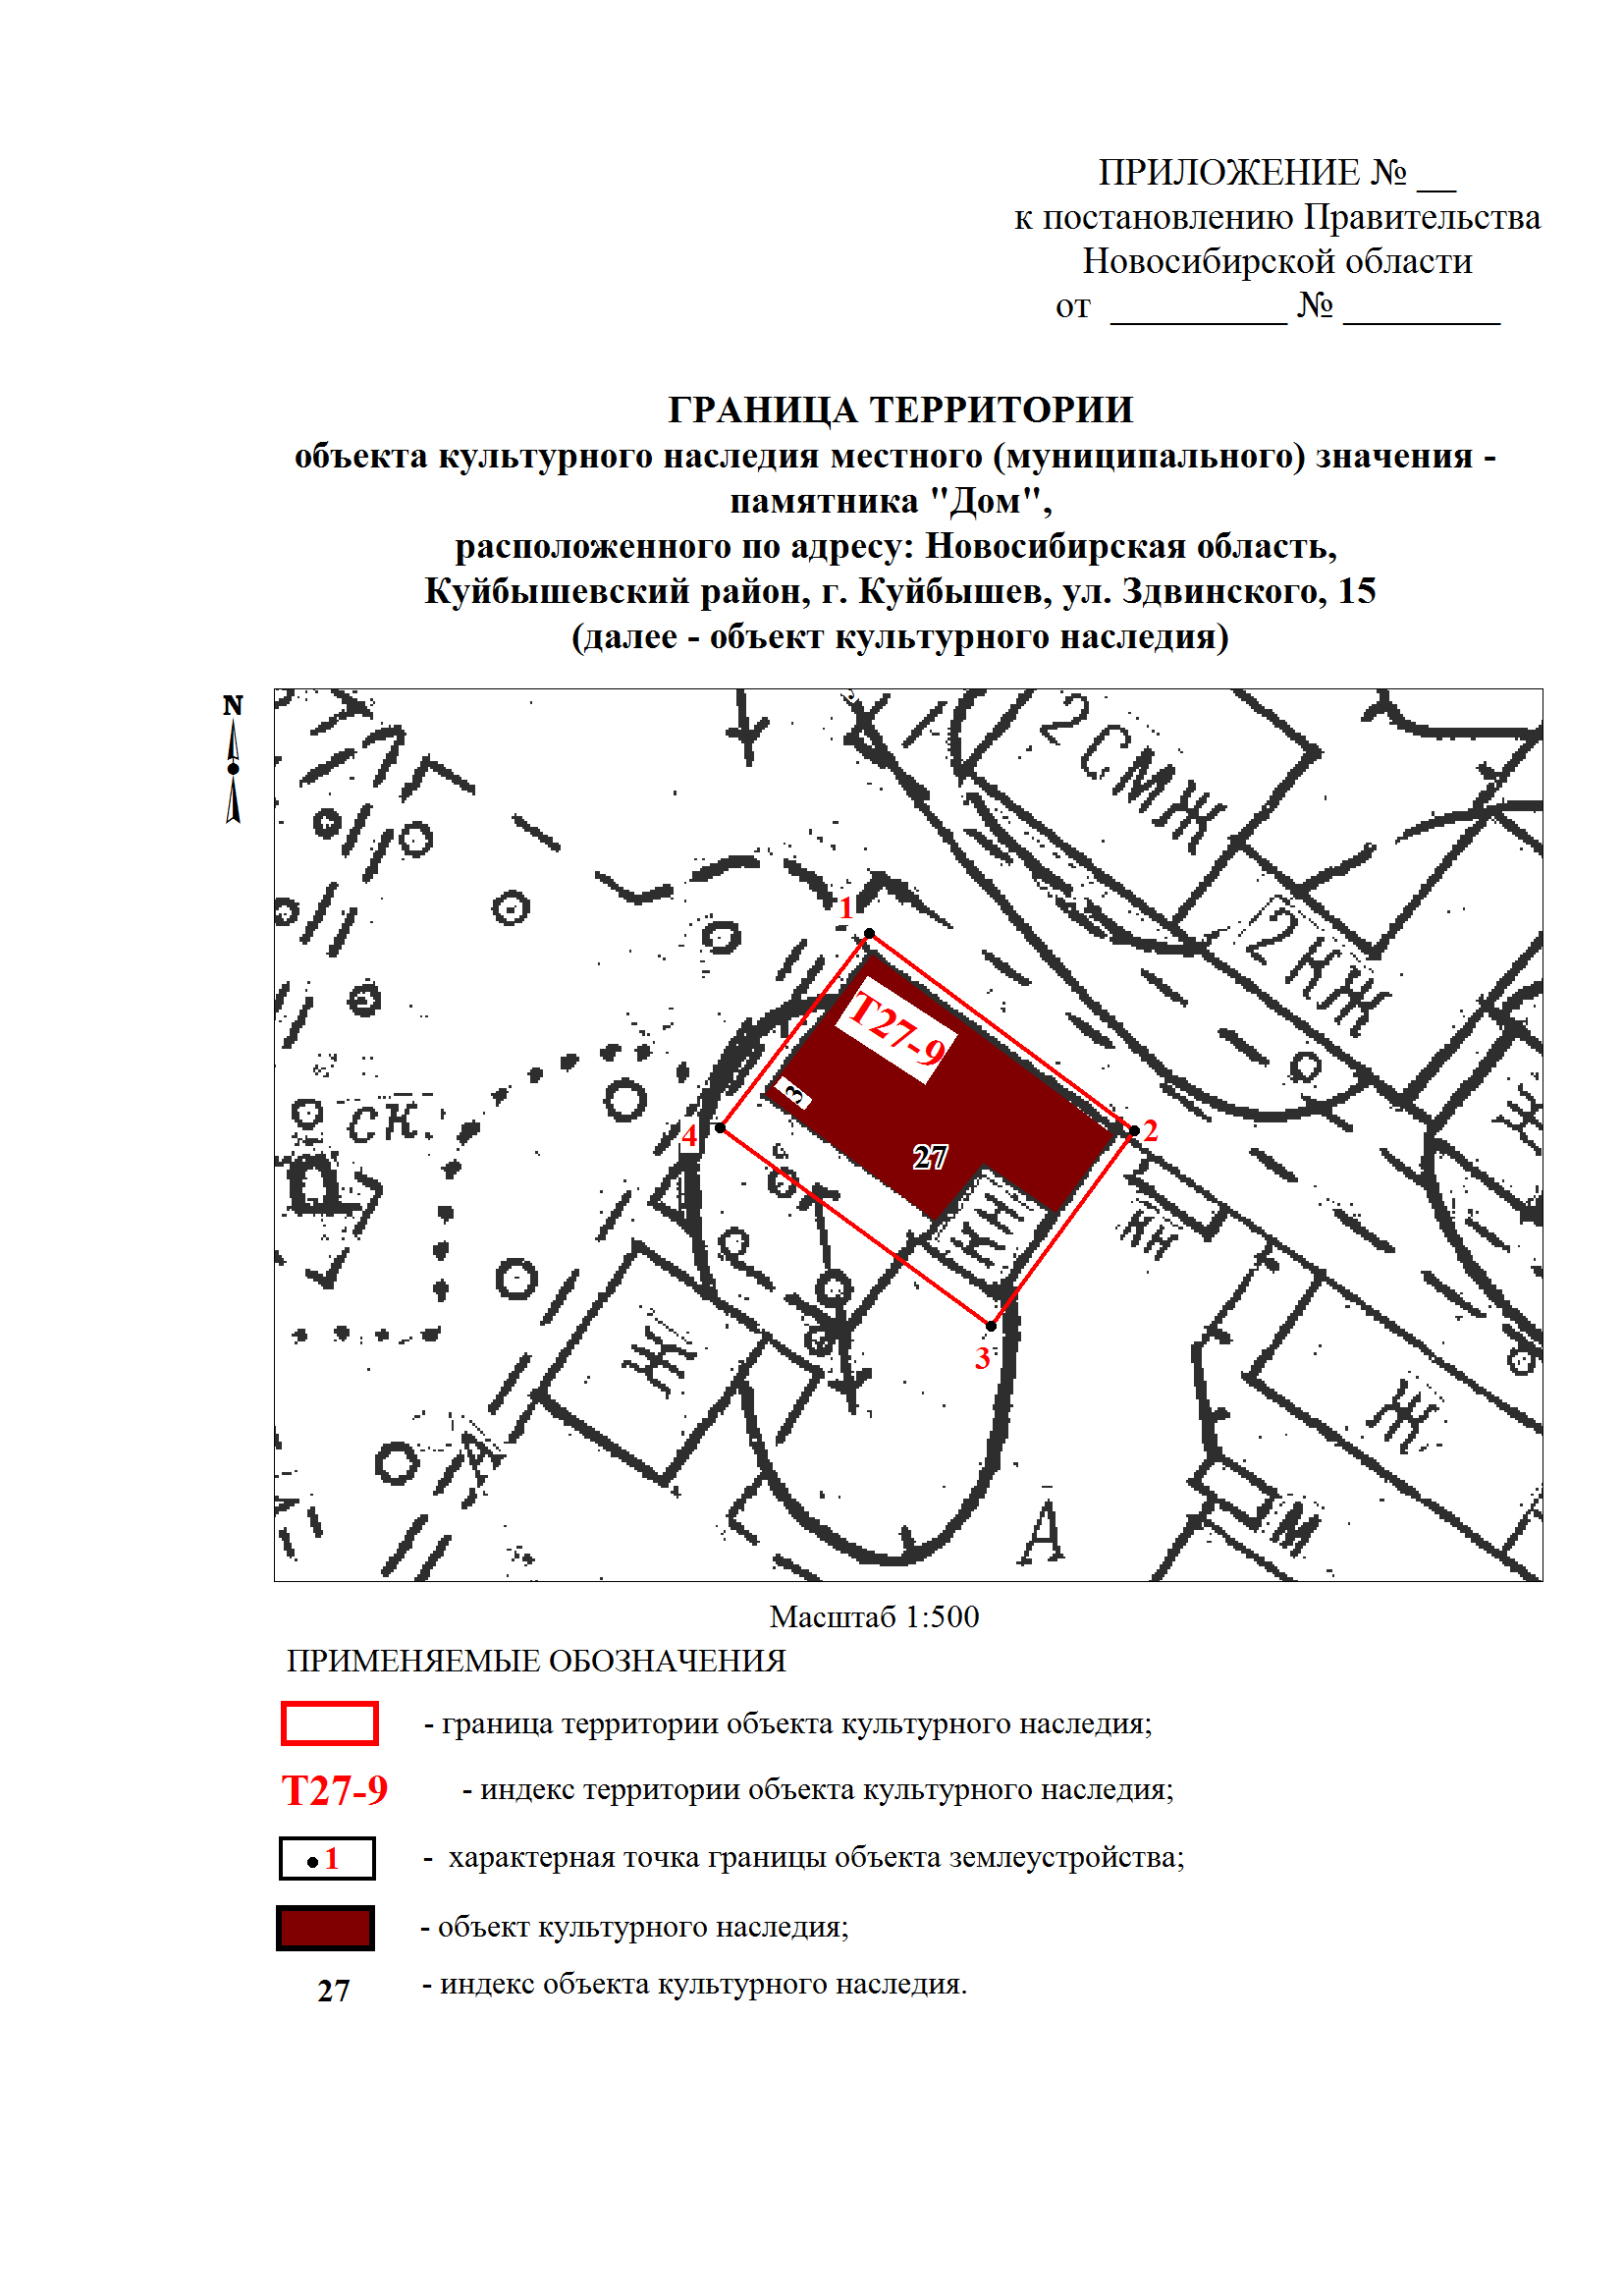 ПРИЛОЖЕНИЕ № __
к постановлению Правительства
Новосибирской области
от _________ № ________
ГРАНИЦА ТЕРРИТОРИИ
объекта культурного наследия местного (муниципального) значения -
памятника "Дом",
расположенного по адресу: Новосибирская область,
Куйбышевский район, г. Куйбышев, ул. Здвинского, 15
(далее - объект культурного наследия)
N
2СМЖ
1
2КЖ
Т27-9
3
Ж
ск.
4
2
27
КН
Ж
3
Ж
М
А
Масштаб 1:500
ПРИМЕНЯЕМЫЕ ОБОЗНАЧЕНИЯ
- граница территории объекта культурного наследия;
Т27-9 - индекс территории объекта культурного наследия;
1 - характерная точка границы объекта землеустройства;
- объект культурного наследия;
27 - индекс объекта культурного наследия.